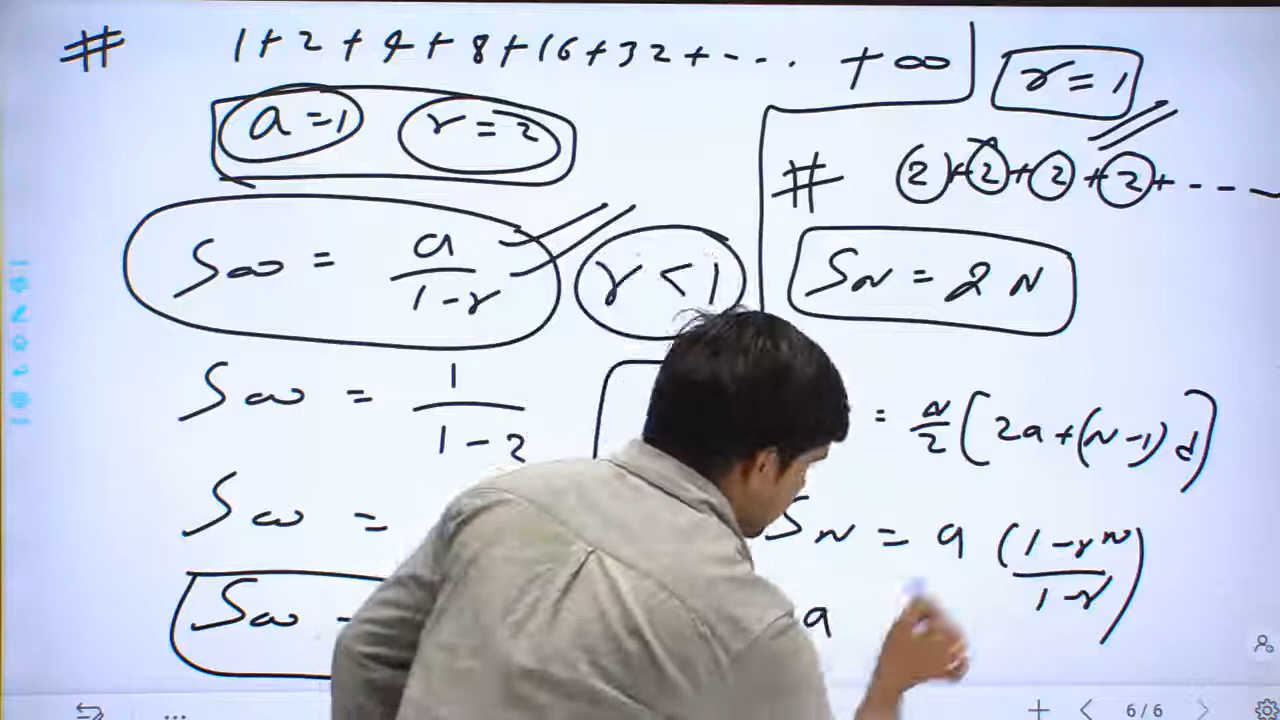 # 1+2+4+8+16+32+--.. +∞
r=1
a=1 r=2
# 2+2+2+2+----
S∞ = a/(1-r)
r<1
SN = 2N
S∞ = 1/(1-2)
= N/2 (2a+(N-1)d)
S∞ =
SN = a (1-r^N)/(1-r)
S∞ -
a
6/6